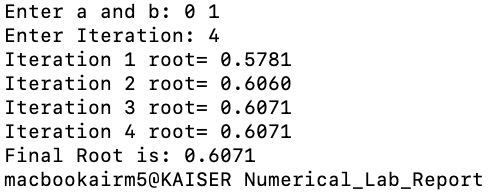 Enter a and b: 0 1
Enter Iteration: 4
Iteration 1 root= 0.5781
Iteration 2 root= 0.6060
Iteration 3 root= 0.6071
Iteration 4 root= 0.6071
Final Root is: 0.6071
macbookairm5@KAISER Numerical_Lab_Report